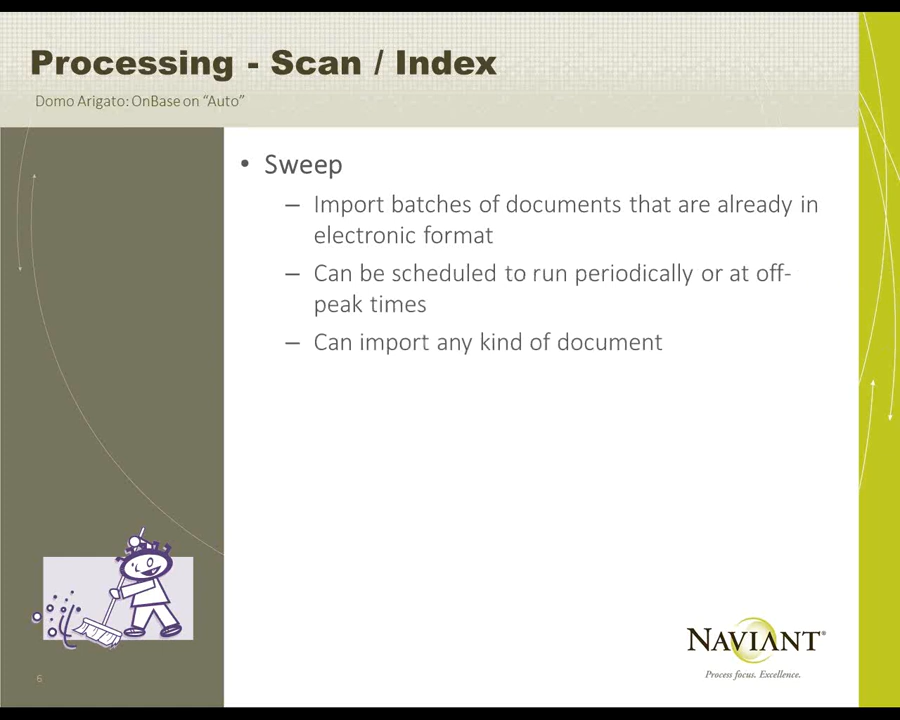 Processing - Scan / Index
Domo Arigato: OnBase on “Auto”
• Sweep
– Import batches of documents that are already in
electronic format
– Can be scheduled to run periodically or at off-
peak times
– Can import any kind of document
NAVIANT®
Process focus. Excellence.
6